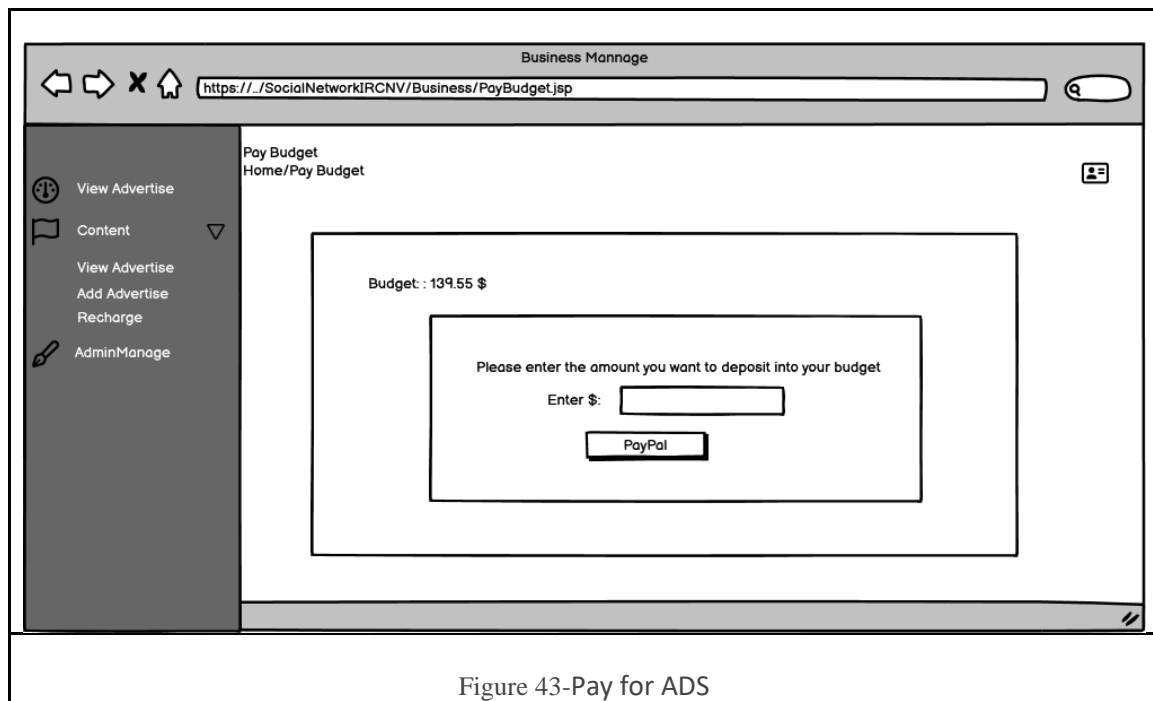 Business Mannage
https://../SocialNetworkIRCNV/Business/PayBudget.jsp
Pay Budget
Home/Pay Budget
View Advertise
Content
View Advertise
Add Advertise
Recharge
AdminManage
Budget: : 139.55 $
Please enter the amount you want to deposit into your budget
Enter $:
PayPal
Figure 43-Pay for ADS